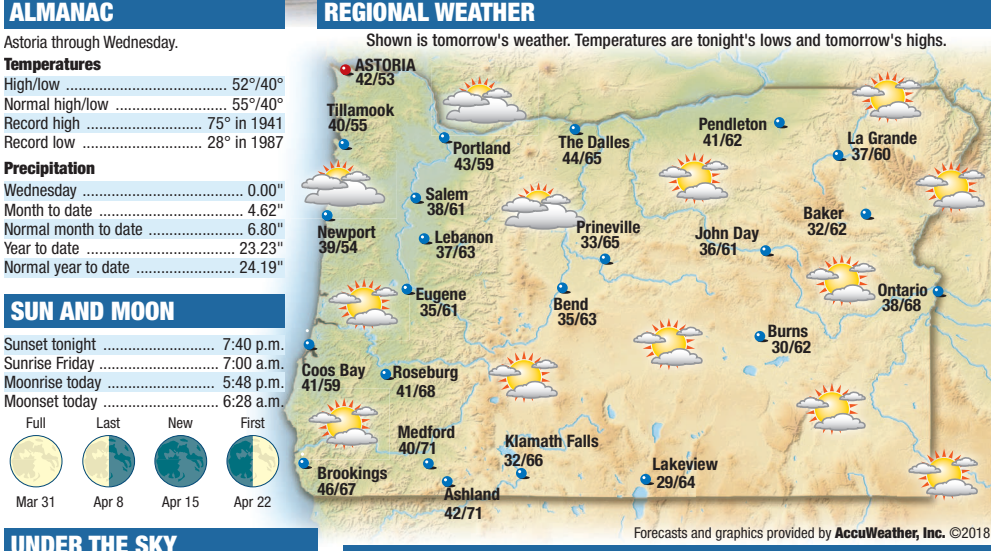 ALMANAC
Astoria through Wednesday.
Temperatures
High/low .................................. 52°/40°
Normal high/low ..................... 55°/40°
Record high ........................... 75° in 1941
Record low ............................ 28° in 1987
Precipitation
Wednesday ................................. 0.00"
Month to date ............................. 4.62"
Normal month to date .................. 6.80"
Year to date .............................. 23.23"
Normal year to date ................... 24.19"
SUN AND MOON
Sunset tonight ...................... 7:40 p.m.
Sunrise Friday ........................... 7:00 a.m.
Moonrise today ..................... 5:48 p.m.
Moonset today ...................... 6:28 a.m.
Full Last New First
Mar 31 Apr 8 Apr 15 Apr 22
UNDER THE SKY
REGIONAL WEATHER
Shown is tomorrow's weather. Temperatures are tonight's lows and tomorrow's highs.
ASTORIA
42/53
Tillamook
40/55
Portland
43/59
The Dalles
44/65
Pendleton
41/62
La Grande
37/60
Salem
38/61
Newport
39/54
Lebanon
37/63
Prineville
33/65
John Day
36/61
Baker
32/62
Ontario
38/68
Eugene
35/61
Bend
35/63
Burns
30/62
Coos Bay
41/59
Roseburg
41/68
Medford
40/71
Klamath Falls
32/66
Lakeview
29/64
Brookings
46/67
Ashland
42/71
Forecasts and graphics provided by AccuWeather, Inc. ©2018